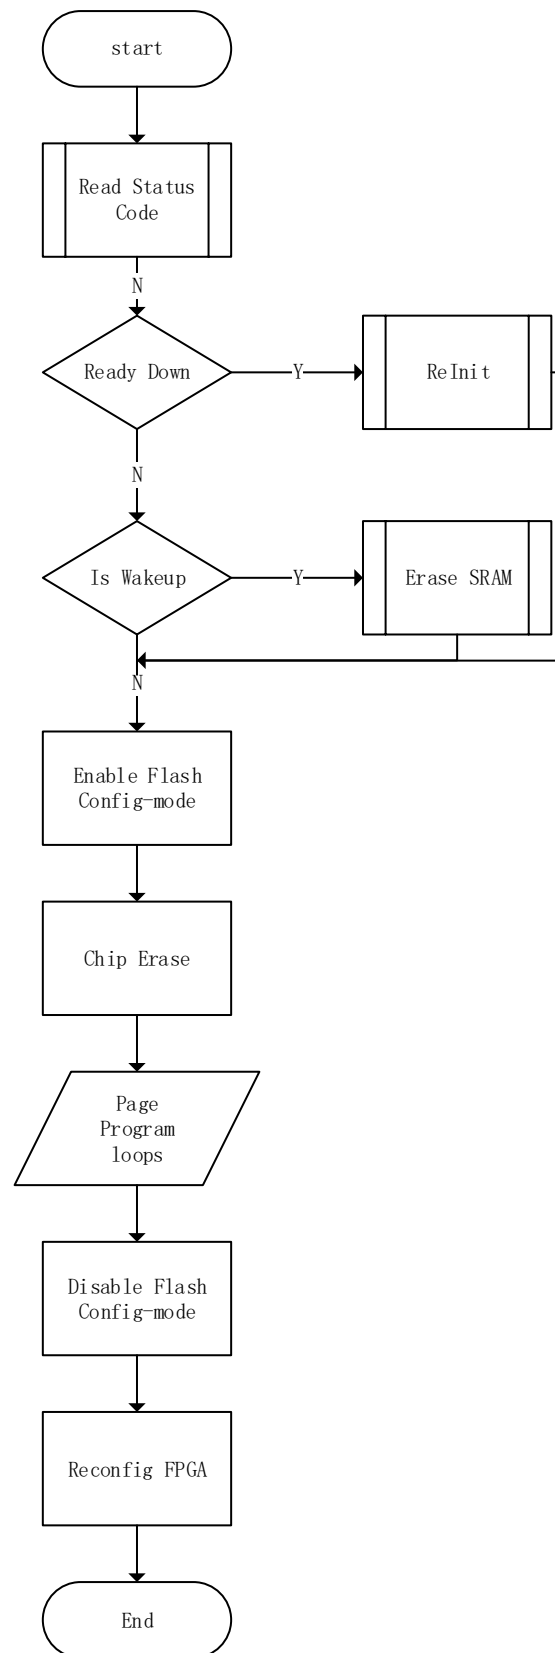 start
Read Status
Code
N
Ready Down
Y
ReInit
N
Is Wakeup
Y
Erase SRAM
N
Enable Flash
Config-mode
Chip Erase
Page
Program
loops
Disable Flash
Config-mode
Reconfig FPGA
End